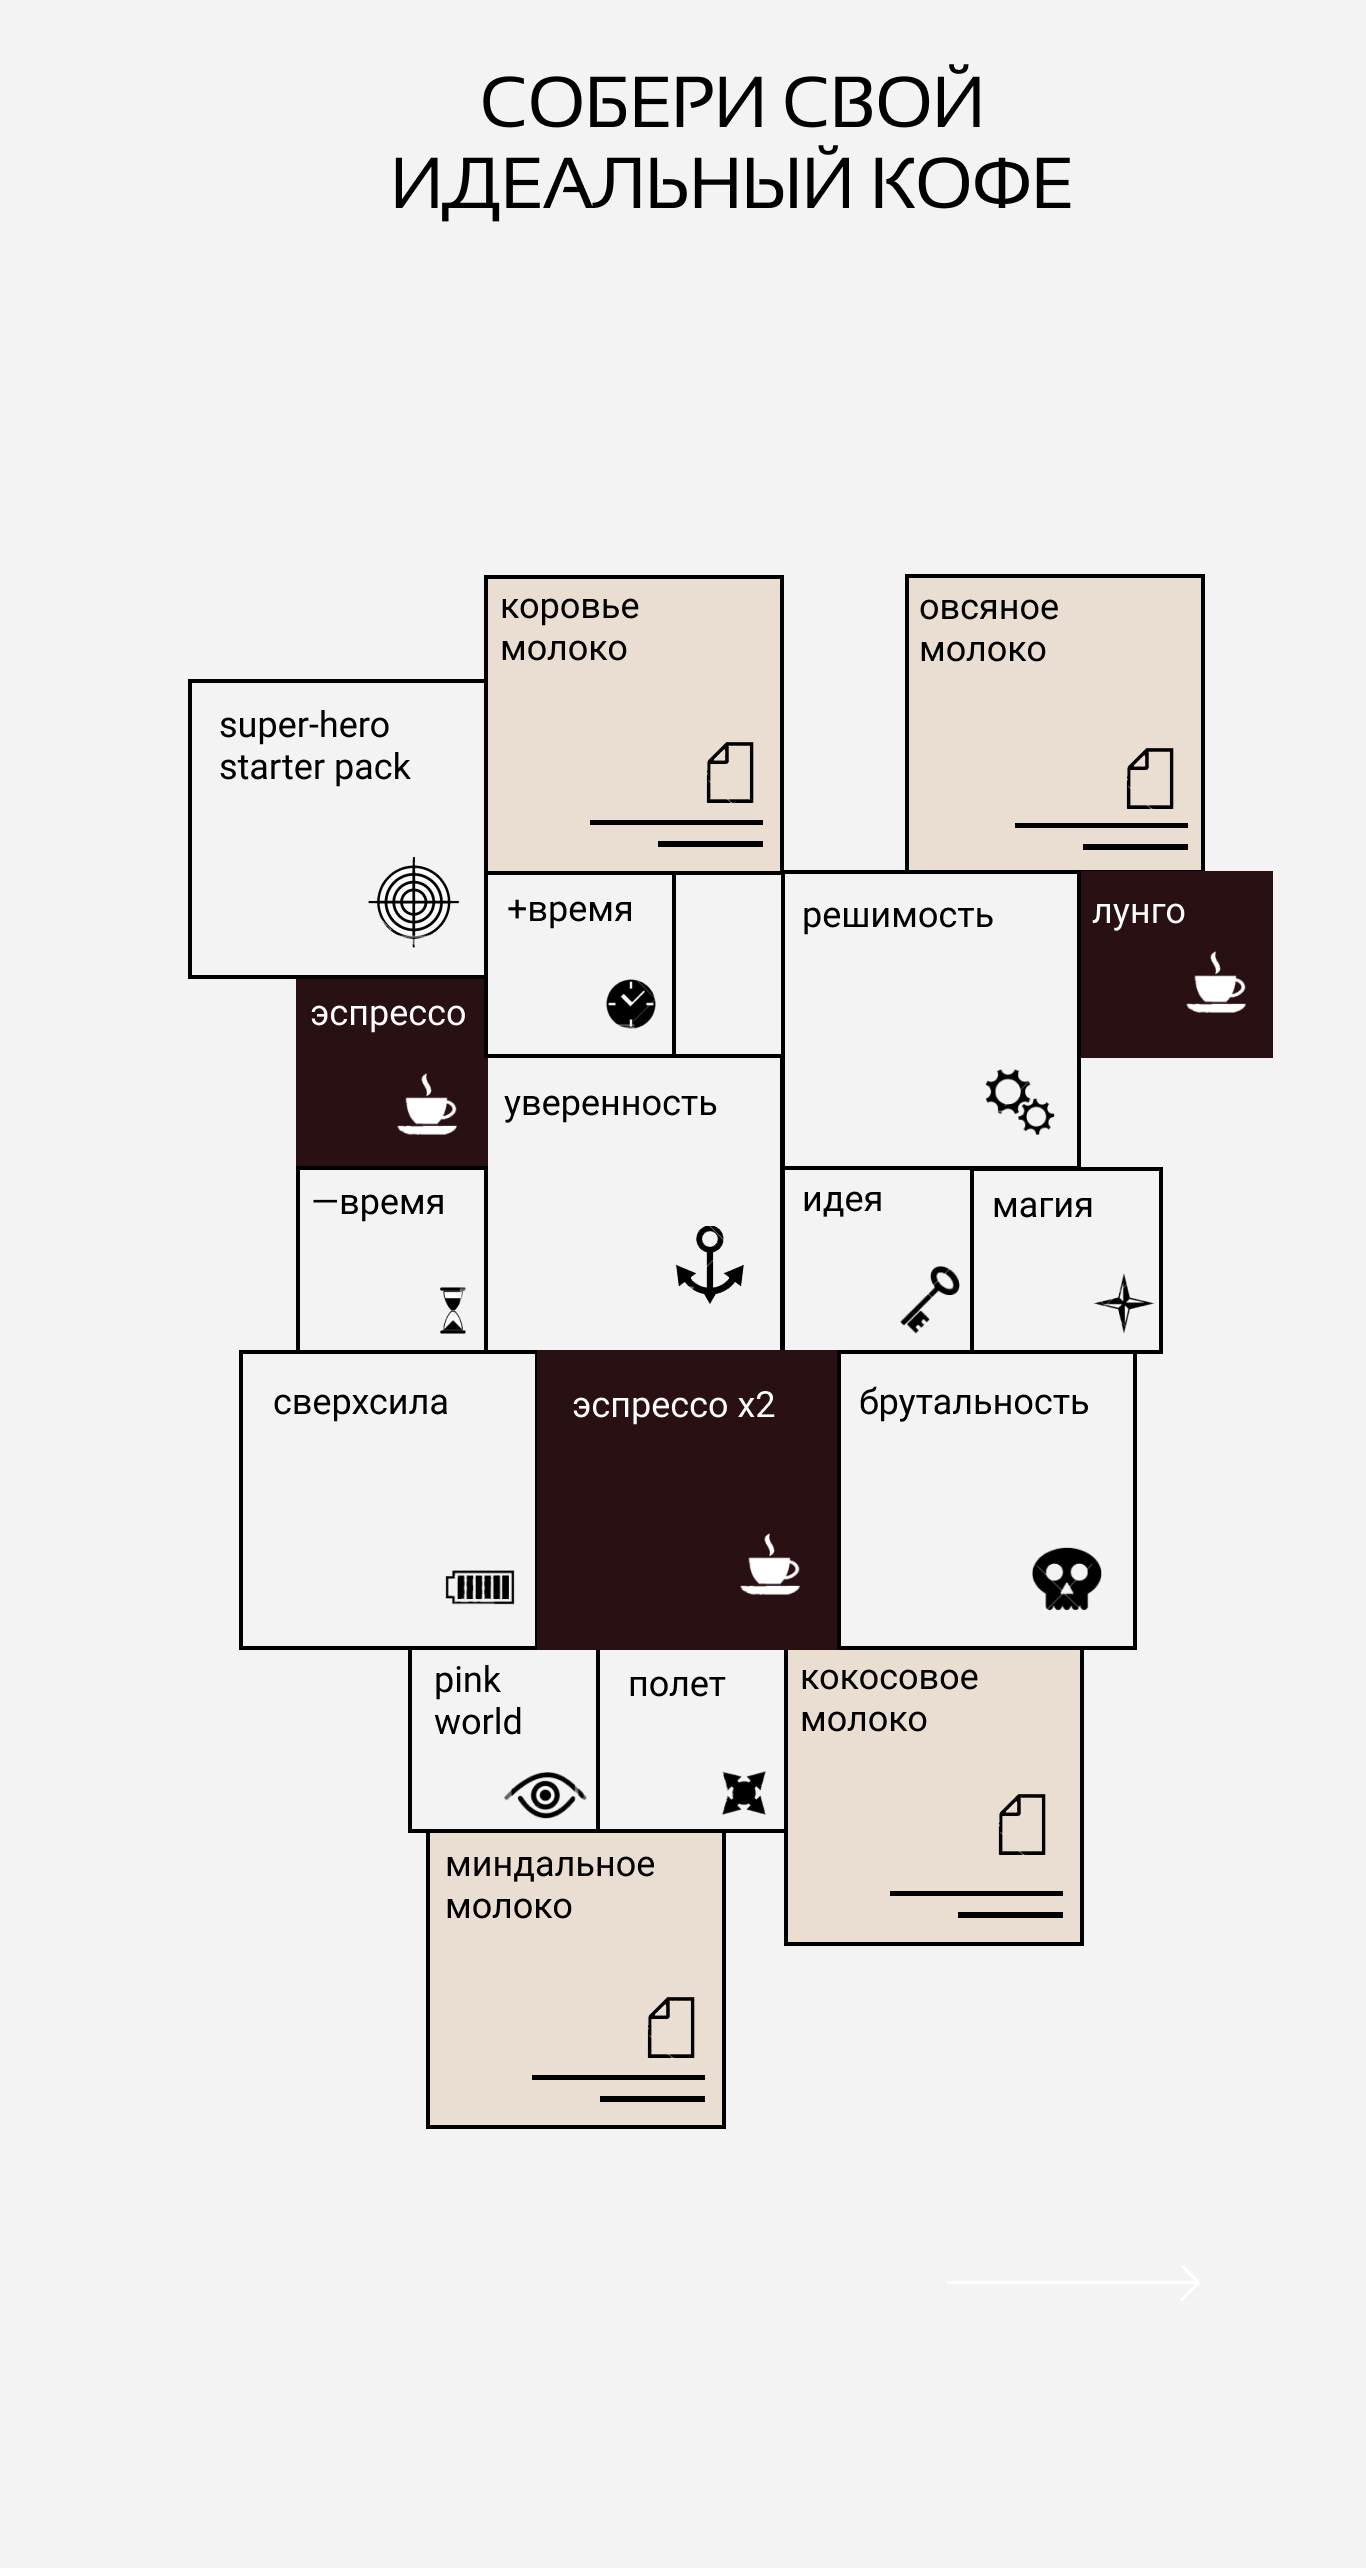 СОБЕРИ СВОЙ
ИДЕАЛЬНЫЙ КОФЕ
коровье
молоко
овсяное
молоко
super-hero
starter pack
+время
решимость
лунго
эспрессо
уверенность
—время
идея
магия
сверхсила
эспрессо x2
брутальность
pink
world
полет
кокосовое
молоко
миндальное
молоко